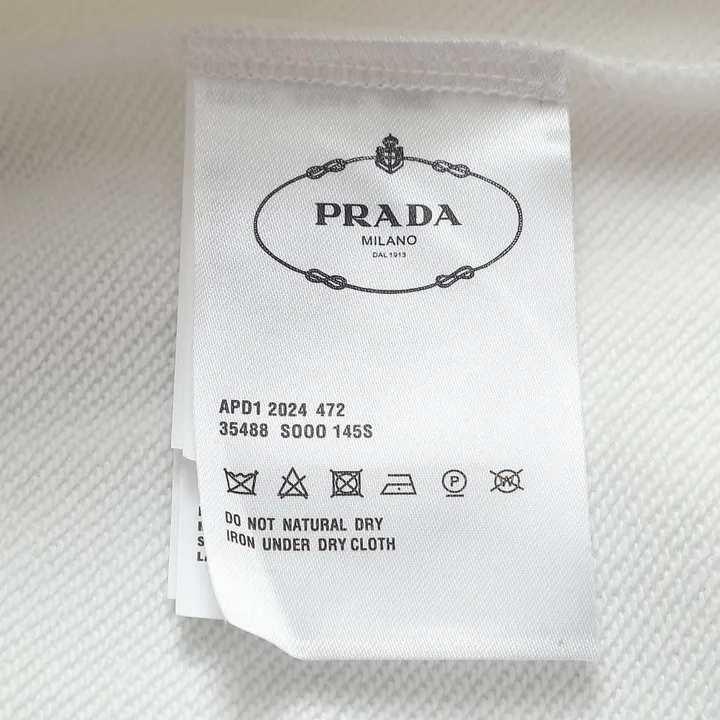 PRADA
MILANO
DAL 1913
APD1 2024 472
35488 S000 145S
P
W
DO NOT NATURAL DRY
IRON UNDER DRY CLOTH